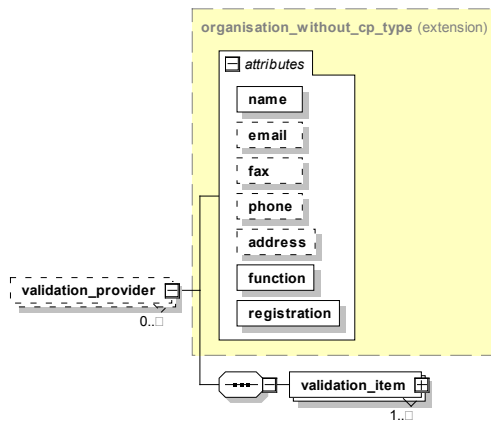 organisation_without_cp_type (extension)
attributes
name
email
fax
phone
address
function
registration
validation_provider
0..□
validation_item
1..□